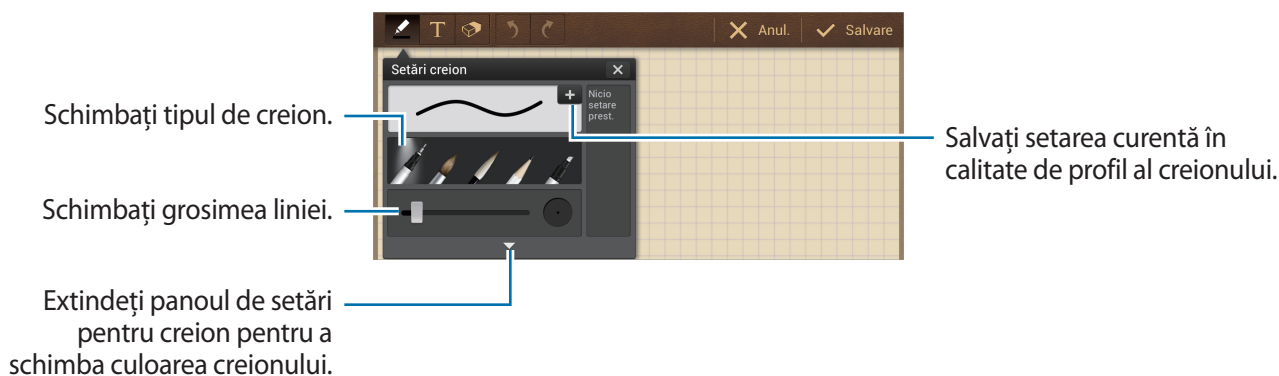 T
Anul.
Salvare
Setări creion
Nicio
setare
prest.
Schimbați tipul de creion.
Salvați setarea curentă în
calitate de profil al creionului.
Schimbați grosimea liniei.
Extindeți panoul de setări
pentru creion pentru a
schimba culoarea creionului.